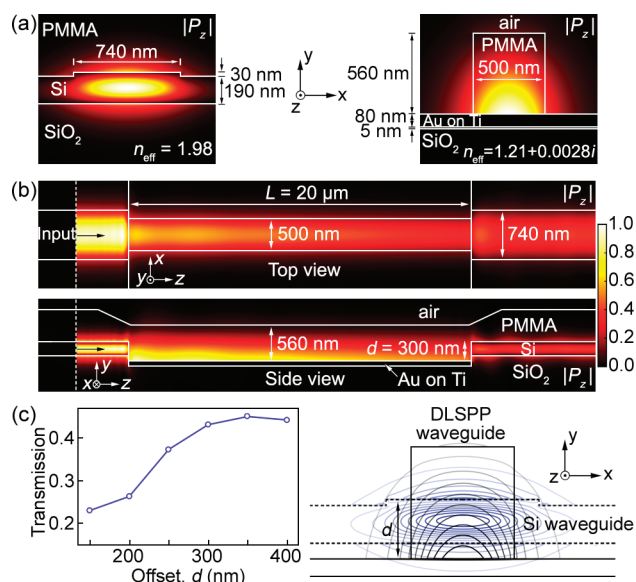 (a)
PMMA
|Pz|
740 nm
30 nm
190 nm
Si
SiO2
neff = 1.98
y
x
z
air
|Pz|
PMMA
560 nm
500 nm
80 nm
Au on Ti
5 nm
SiO2
neff=1.21+0.0028i
(b)
L = 20 µm
|Pz|
Input
500 nm
740 nm
x
y
z
Top view
1.0
0.8
0.6
0.4
0.2
0.0
air
PMMA
560 nm
d = 300 nm
Si
y
x
z
Side view
Au on Ti
SiO2
|Pz|
(c)
Transmission
0.4
0.3
0.2
200
300
400
Offset, d (nm)
DLSPP
waveguide
y
z
x
d
Si waveguide